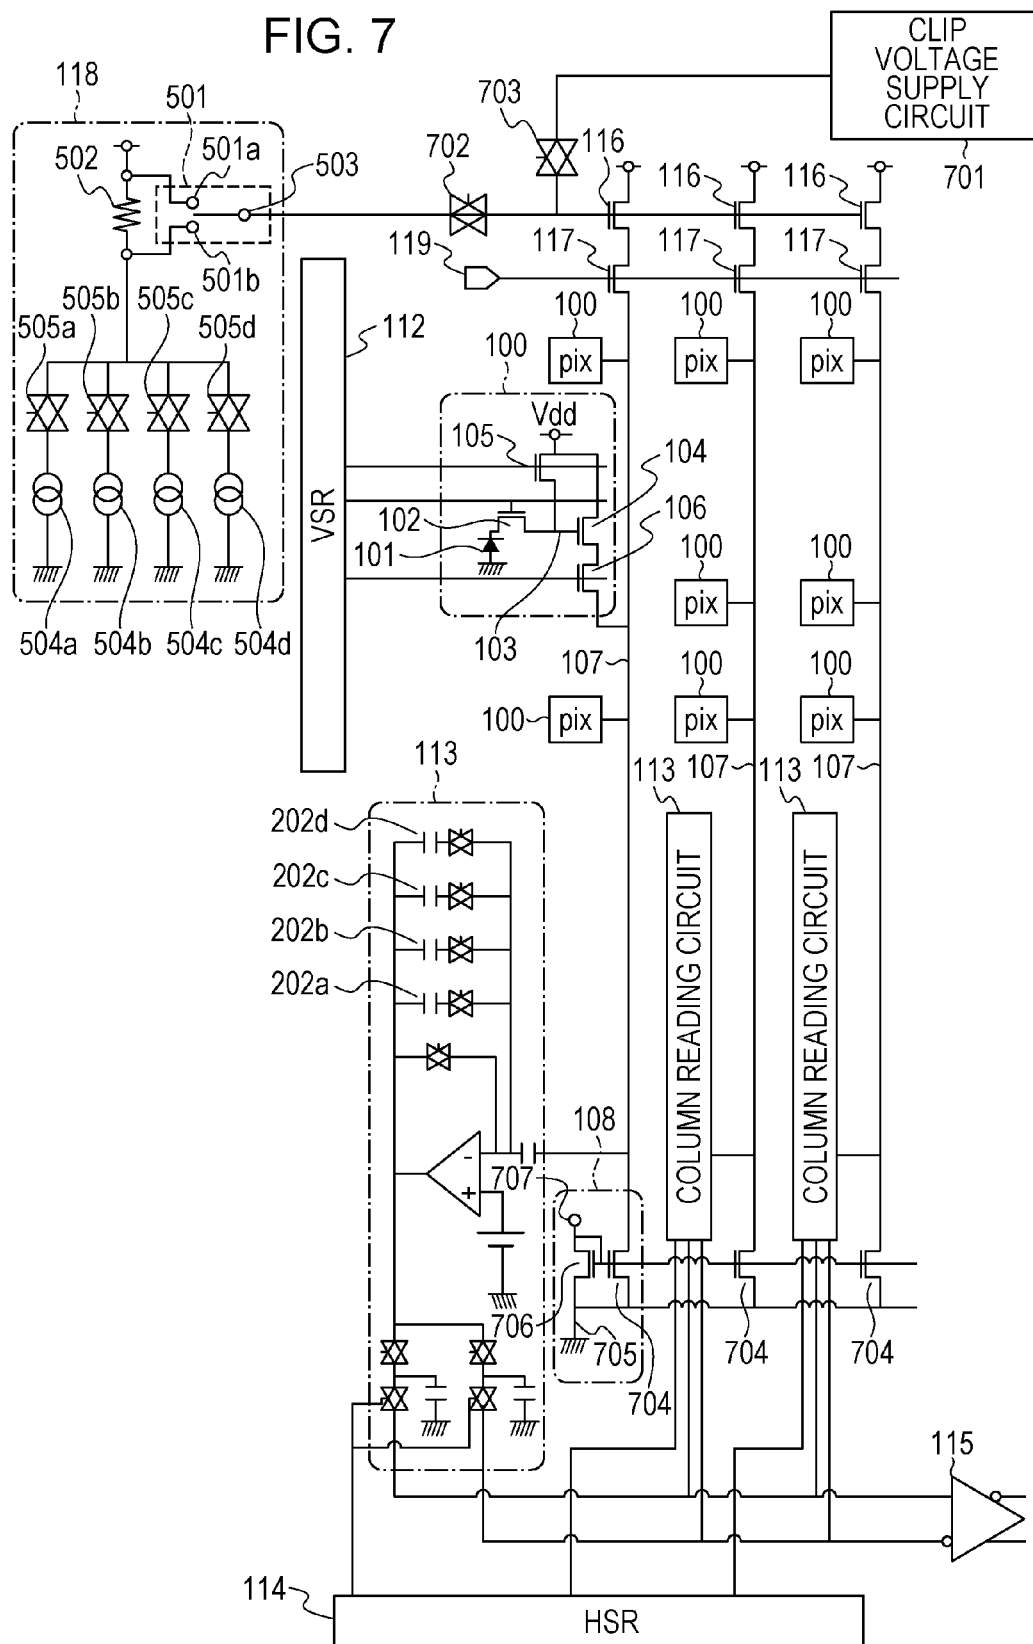 FIG. 7
CLIP
VOLTAGE
SUPPLY
CIRCUIT
701
118
501
502
501a
503
501b
702
703
116
116
116
119
117
117
117
505a
505b
505c
505d
504a
504b
504c
504d
112
VSR
100
pix
100
pix
100
pix
100
Vdd
105
104
102
101
106
103
100
pix
100
pix
107
100
pix
100
pix
100
pix
107
107
113
113
113
202d
202c
202b
202a
COLUMN READING CIRCUIT
COLUMN READING CIRCUIT
-
+
108
707
706
705
704
704
704
115
114
HSR